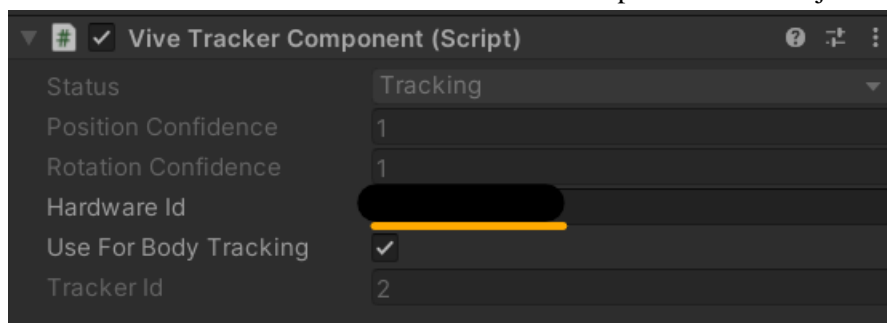 # Vive Tracker Component (Script)
Status Tracking
Position Confidence 1
Rotation Confidence 1
Hardware Id
Use For Body Tracking
Tracker Id 2